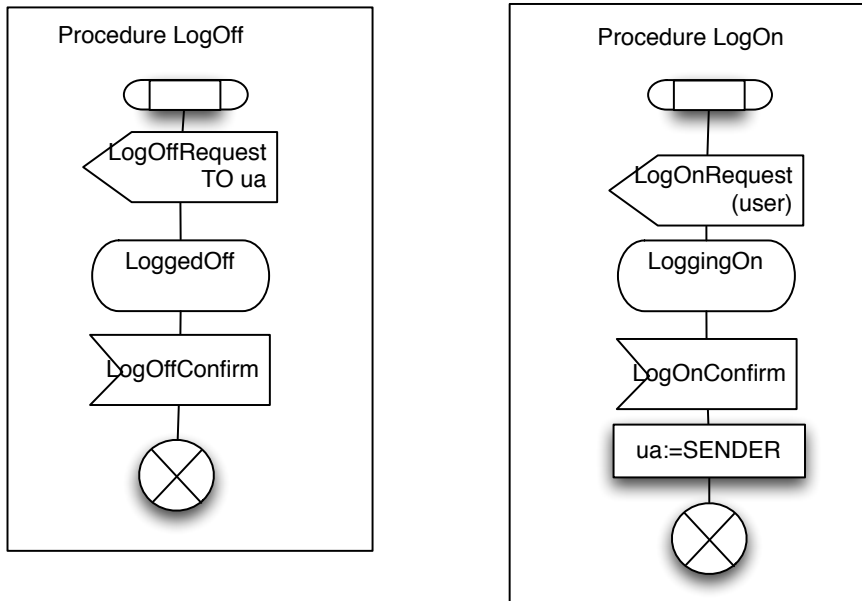 Procedure LogOff
LogOffRequest
TO ua
LoggedOff
LogOffConfirm
Procedure LogOn
LogOnRequest
(user)
LoggingOn
LogOnConfirm
ua:=SENDER